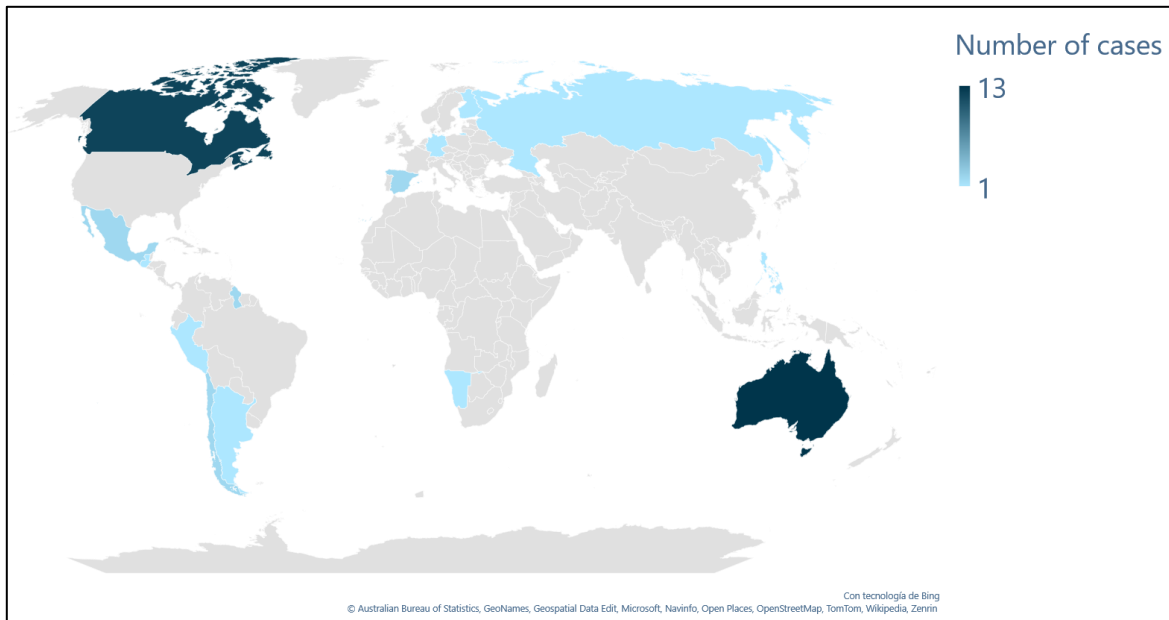 Number of cases
13
1
Con tecnología de Bing
© Australian Bureau of Statistics, GeoNames, Geospatial Data Edit, Microsoft, Navinfo, Open Places, OpenStreetMap, TomTom, Wikipedia, Zenrin